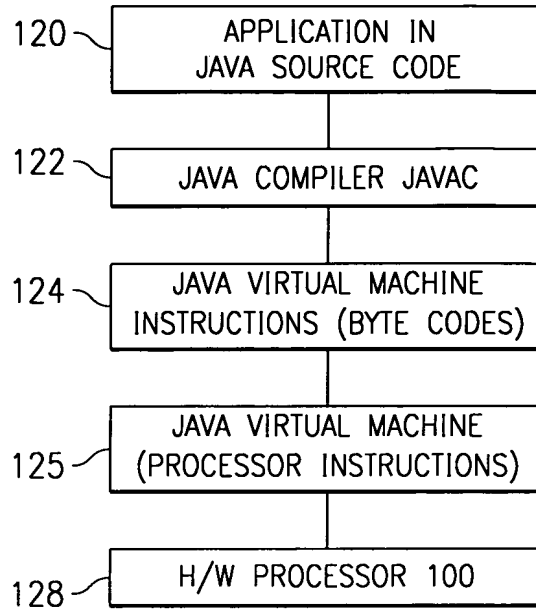 120
APPLICATION IN
JAVA SOURCE CODE
122
JAVA COMPILER JAVAC
124
JAVA VIRTUAL MACHINE
INSTRUCTIONS (BYTE CODES)
125
JAVA VIRTUAL MACHINE
(PROCESSOR INSTRUCTIONS)
128
H/W PROCESSOR 100